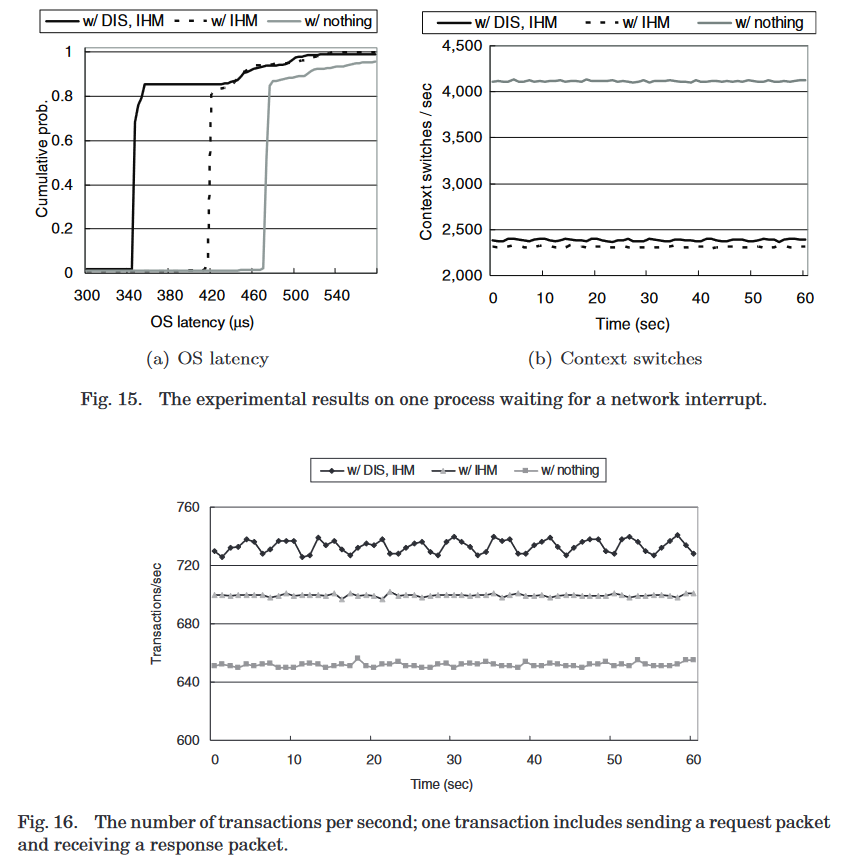 w/ DIS, IHM w/ IHM w/ nothing
1
0.8
0.6
0.4
0.2
0
Cumulative prob.
300 340 380 420 460 500 540
OS latency (µs)
(a) OS latency
w/ DIS, IHM w/ IHM w/ nothing
4,500
4,000
3,500
3,000
2,500
2,000
Context switches / sec
0 10 20 30 40 50 60
Time (sec)
(b) Context switches
Fig. 15. The experimental results on one process waiting for a network interrupt.
w/ DIS, IHM w/ IHM w/ nothing
760
720
680
640
600
Transactions/sec
0 10 20 30 40 50 60
Time (sec)
Fig. 16. The number of transactions per second; one transaction includes sending a request packet
and receiving a response packet.